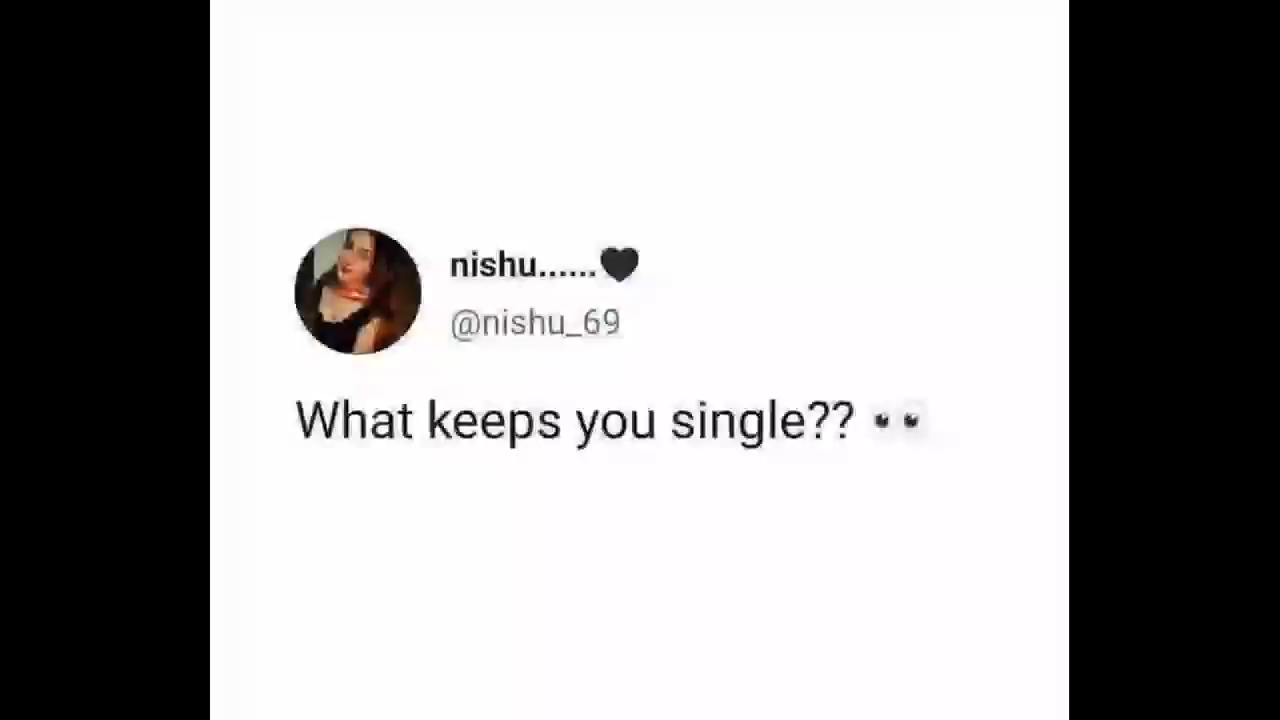 nishu......🖤
@nishu_69
What keeps you single?? 👀